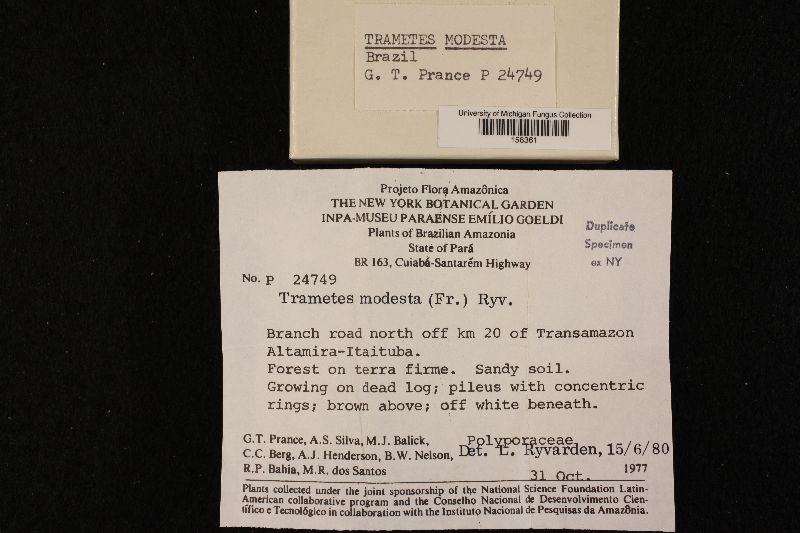 TRAMETES MODESTA
Brazil
G. T. Prance P 24749
University of Michigan Fungus Collection
158361
Projeto Flora Amazônica
THE NEW YORK BOTANICAL GARDEN
INPA-MUSEU PARAENSE EMÍLIO GOELDI
Plants of Brazilian Amazonia
State of Pará
BR 163, Cuiabá-Santarém Highway
Duplicate
Specimen
ex NY
No. P 24749
Trametes modesta (Fr.) Ryv.
Branch road north off km 20 of Transamazon
Altamira-Itaituba.
Forest on terra firme. Sandy soil.
Growing on dead log; pileus with concentric
rings; brown above; off white beneath.
Polyporaceae
G.T. Prance, A.S. Silva, M.J. Balick,
C.C. Berg, A.J. Henderson, B.W. Nelson, Det. L. Ryvarden, 15/6/80
R.P. Bahia, M.R. dos Santos
31 Oct. 1977
Plants collected under the joint sponsorship of the National Science Foundation Latin-
American collaborative program and the Conselho Nacional de Desenvolvimento Cien-
tífico e Tecnológico in collaboration with the Instituto Nacional de Pesquisas da Amazônia.